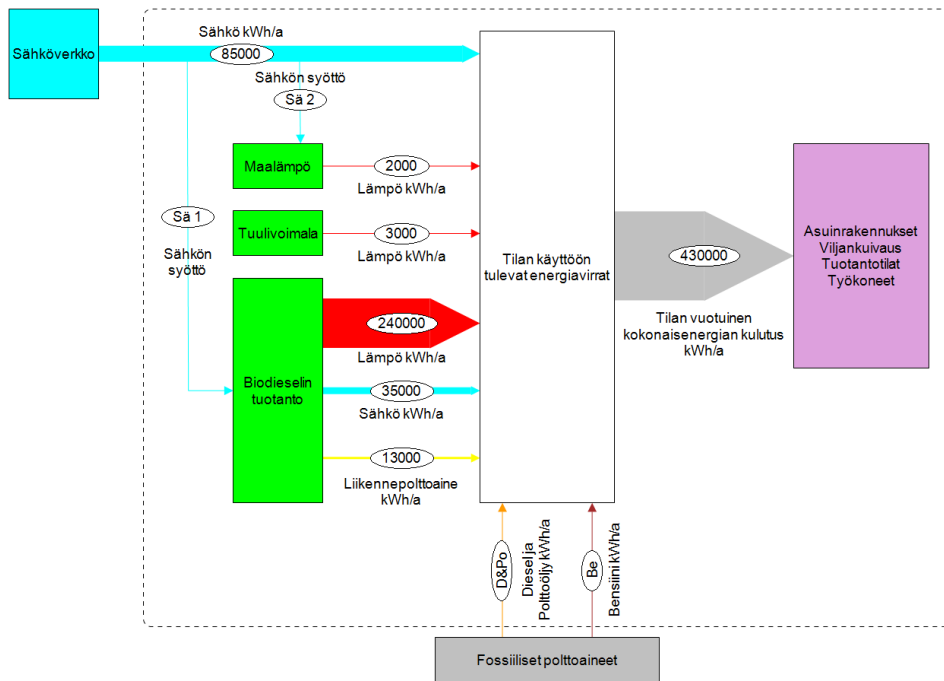 Sähköverkko
Sähkö kWh/a
85000
Sähkön syöttö
Sä 2
Maalämpö
2000
Lämpö kWh/a
Sä 1
Sähkön
syöttö
Tuulivoimala
3000
Lämpö kWh/a
Biodieselin
tuotanto
240000
Lämpö kWh/a
35000
Sähkö kWh/a
13000
Liikennepolttoaine
kWh/a
Tilan käyttöön
tulevat energiavirrat
430000
Tilan vuotuinen
kokonaisenergian kulutus
kWh/a
Asuinrakennukset
Viljankuivaus
Tuotantotilat
Työkoneet
D&Po
Diesel ja
Polttoöljy kWh/a
Be
Bensiini kWh/a
Fossiiliset polttoaineet